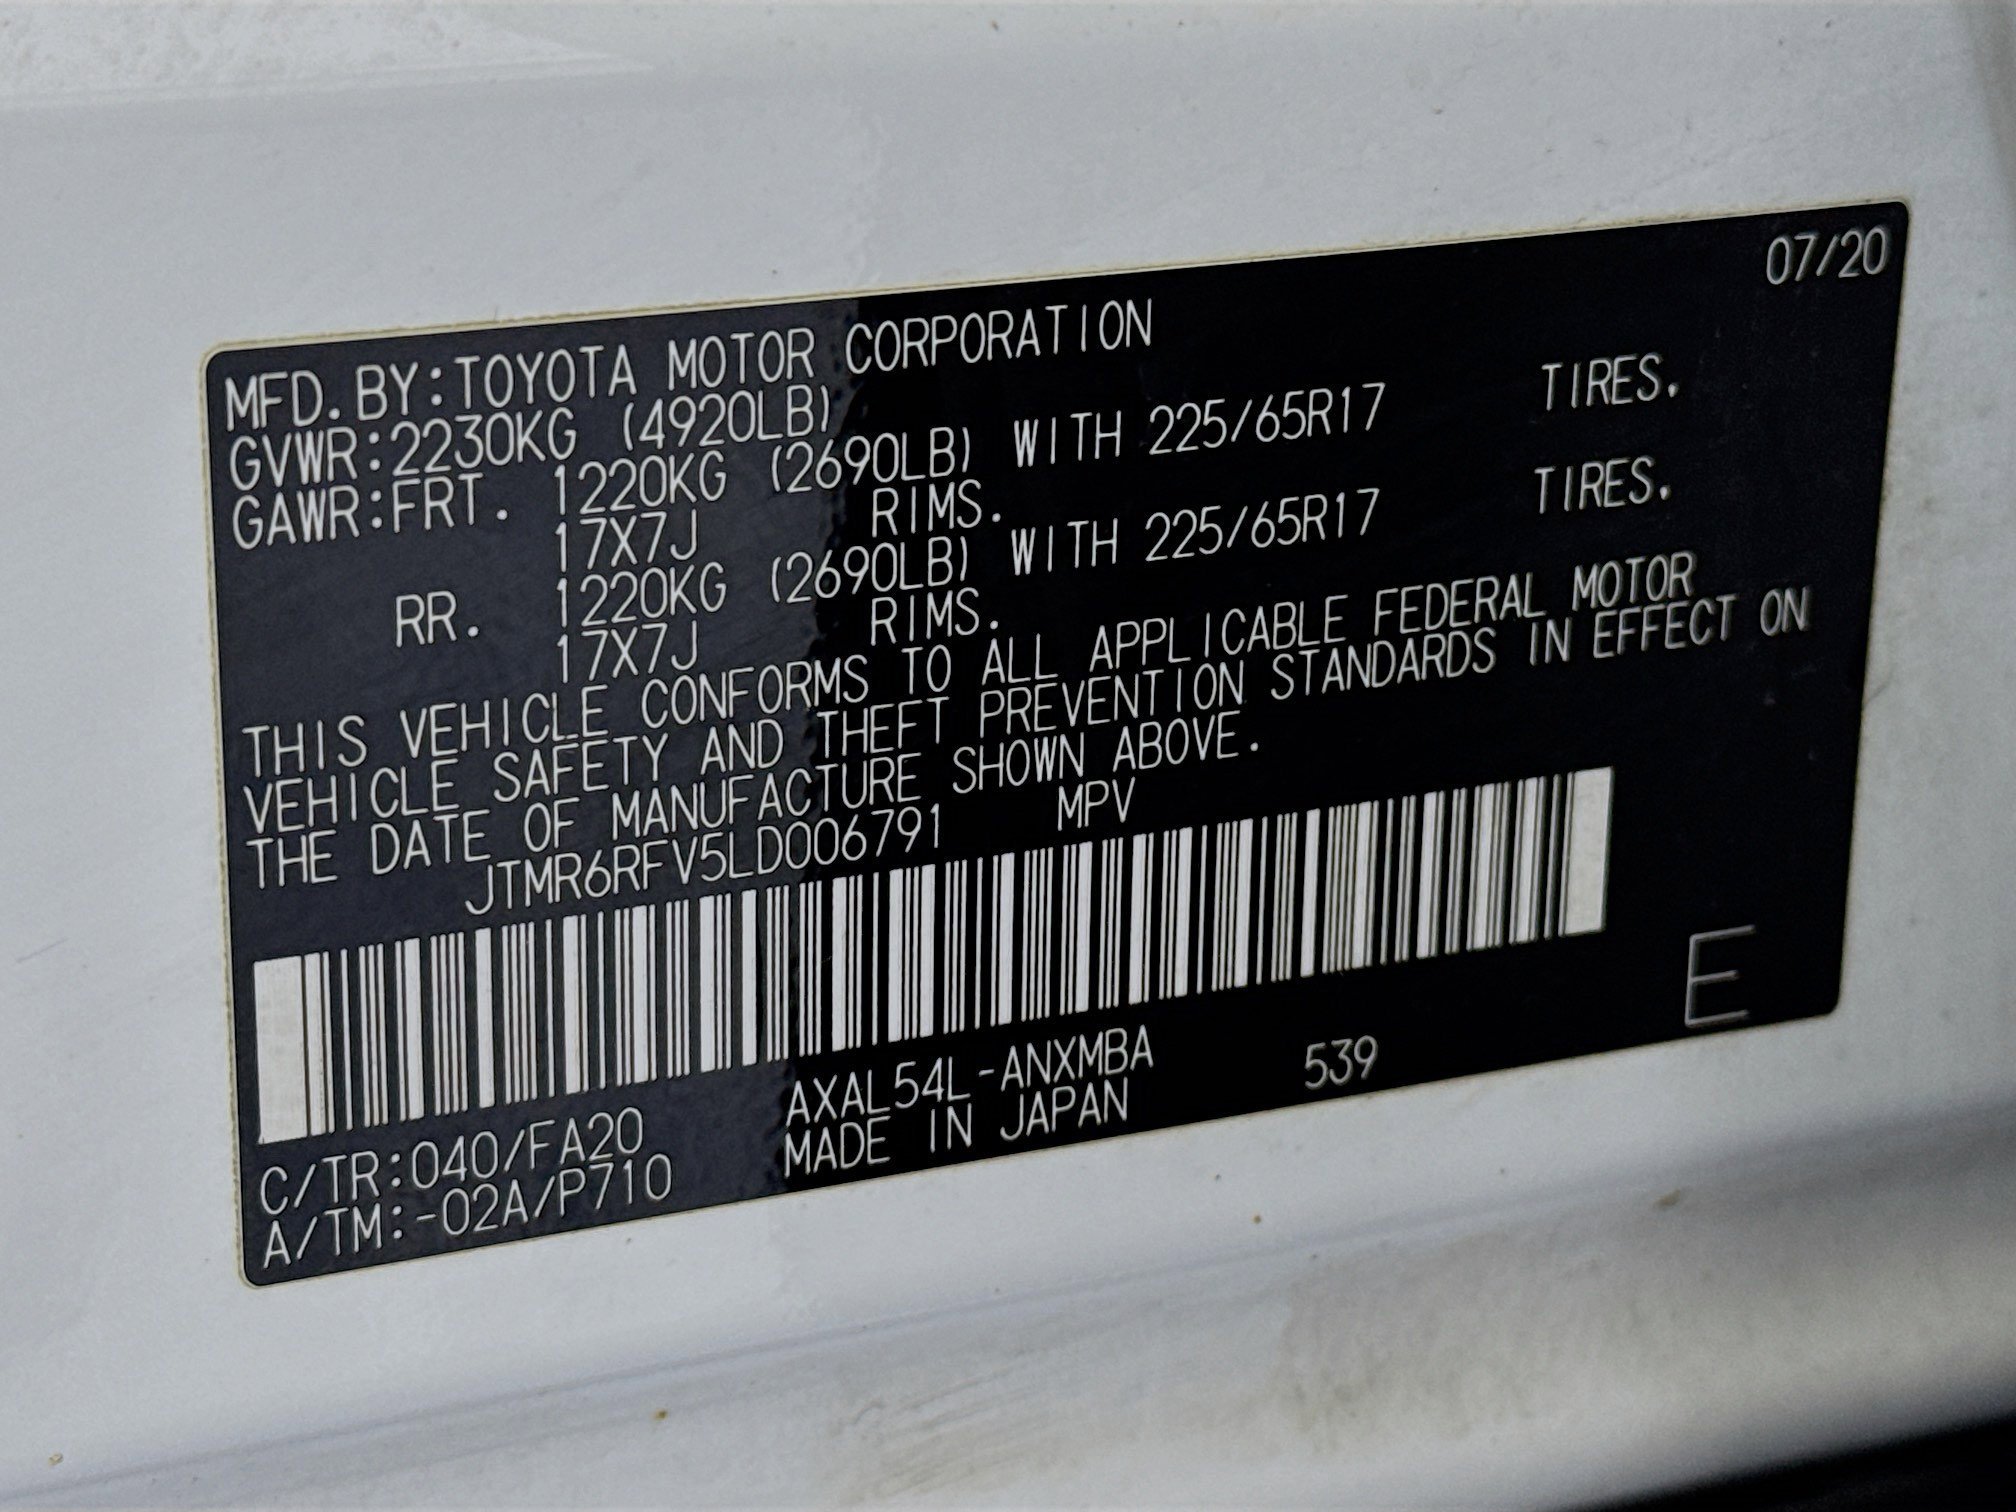 07/20
MFD. BY:TOYOTA MOTOR CORPORATION
GVWR:2230KG (4920LB)
GAWR:FRT. 1220KG (2690LB) WITH 225/65R17 TIRES.
17X7J RIMS.
RR. 1220KG (2690LB) WITH 225/65R17 TIRES.
17X7J RIMS.
THIS VEHICLE CONFORMS TO ALL APPLICABLE FEDERAL MOTOR
VEHICLE SAFETY AND THEFT PREVENTION STANDARDS IN EFFECT ON
THE DATE OF MANUFACTURE SHOWN ABOVE.
JTMR6RFV5LD006791 MPV
E
C/TR:040/FA20 AXAL54L-ANXMBA 539
A/TM:-02A/P710 MADE IN JAPAN